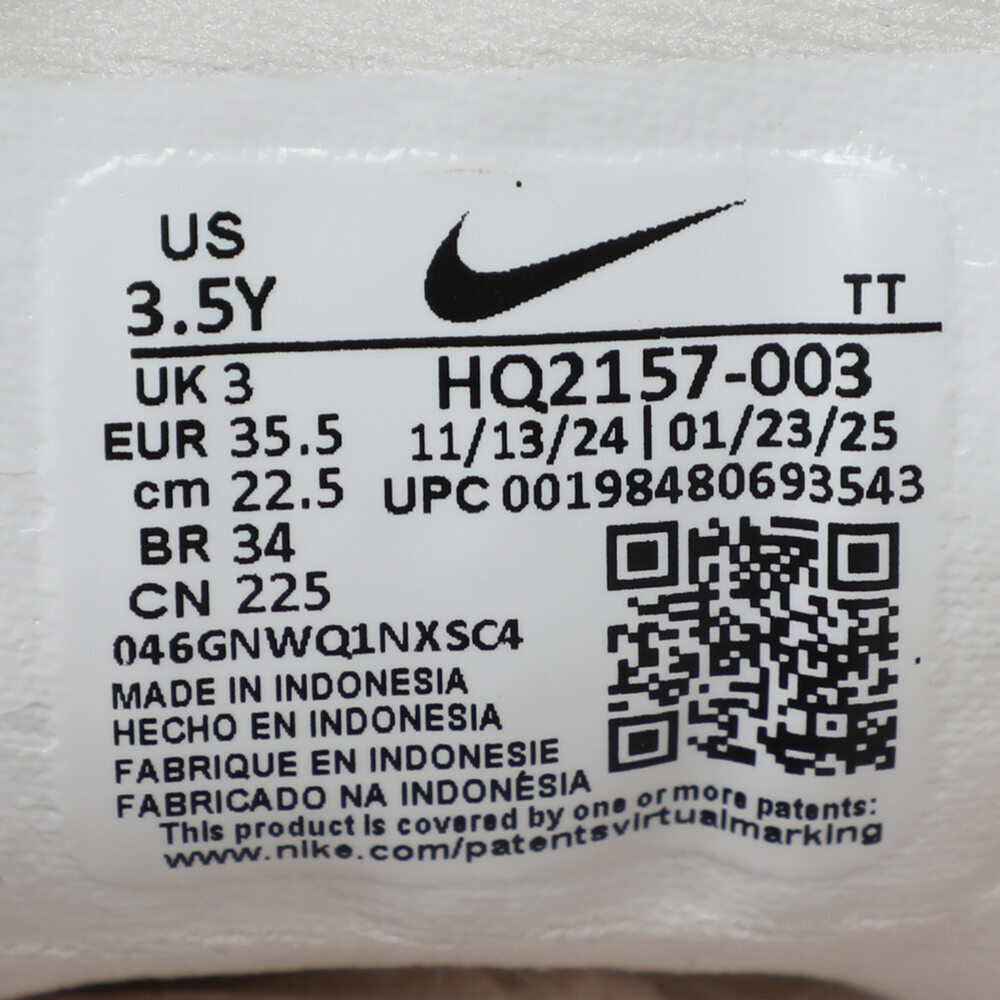 US
3.5Y
TT
UK 3
EUR 35.5
cm 22.5
BR 34
CN 225
HQ2157-003
11/13/24 | 01/23/25
UPC 00198480693543
046GNWQ1NXSC4
MADE IN INDONESIA
HECHO EN INDONESIA
FABRIQUE EN INDONESIE
FABRICADO NA INDONÉSIA
This product is covered by one or more patents:
www.nike.com/patentsvirtualmarking